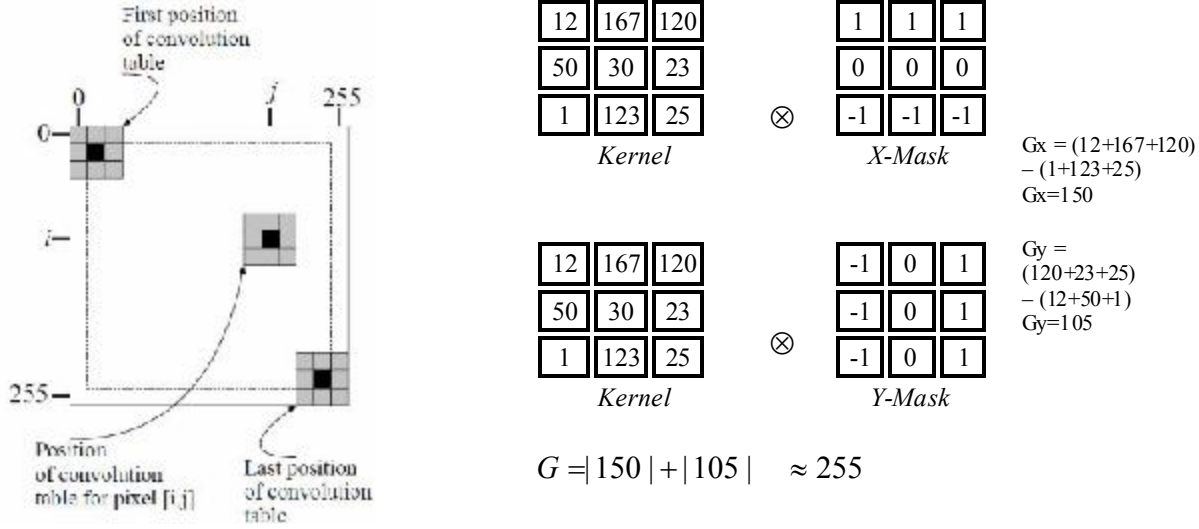 First position
of convolution
table
0
j
255
0
i
255
Position
of convolution
table for pixel [i,j]
Last position
of convolution
table
12 167 120
50 30 23
1 123 25
Kernel
⊗
1 1 1
0 0 0
-1 -1 -1
X-Mask
Gx = (12+167+120)
– (1+123+25)
Gx=150
12 167 120
50 30 23
1 123 25
Kernel
⊗
-1 0 1
-1 0 1
-1 0 1
Y-Mask
Gy =
(120+23+25)
– (12+50+1)
Gy=105
G =| 150 | + | 105 | ≈ 255